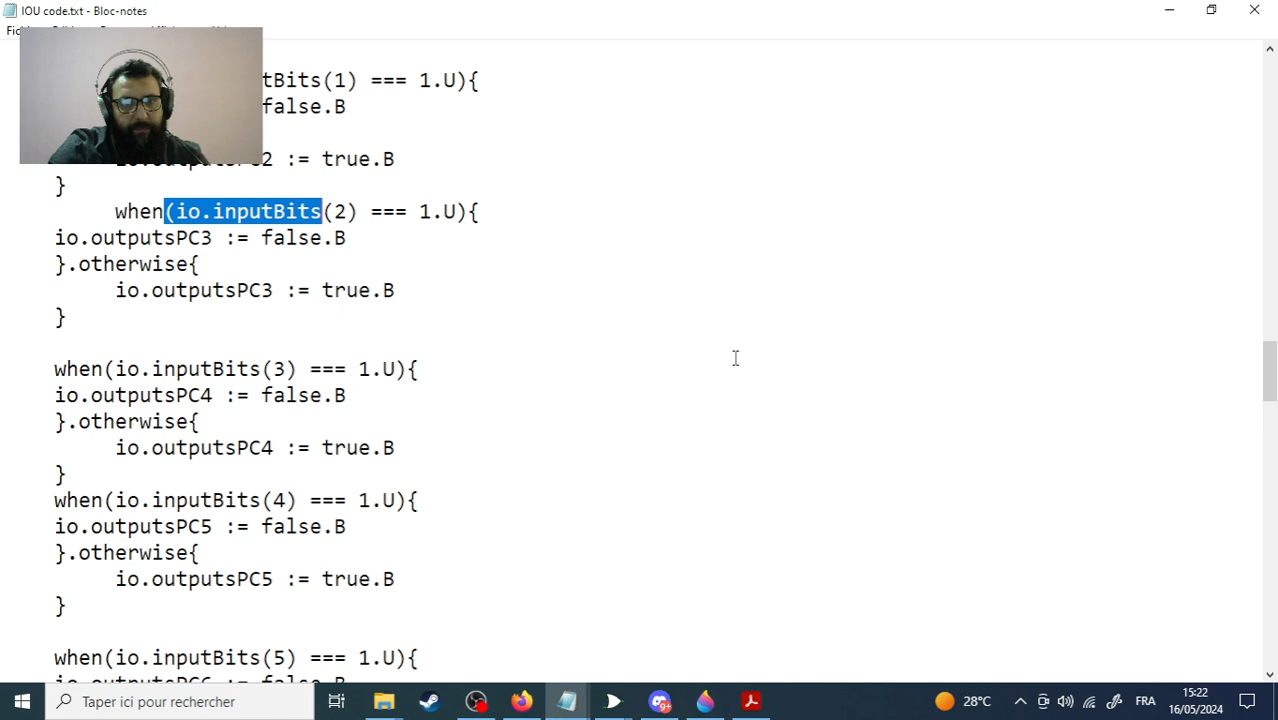 IOU code.txt - Bloc-notes
tBits(1) === 1.U){
false.B
:= true.B
}
when(io.inputBits(2) === 1.U){
io.outputsPC3 := false.B
}.otherwise{
io.outputsPC3 := true.B
}
when(io.inputBits(3) === 1.U){
io.outputsPC4 := false.B
}.otherwise{
io.outputsPC4 := true.B
}
when(io.inputBits(4) === 1.U){
io.outputsPC5 := false.B
}.otherwise{
io.outputsPC5 := true.B
}
when(io.inputBits(5) === 1.U){
Taper ici pour rechercher
9+
28°C
FRA
15:22
16/05/2024